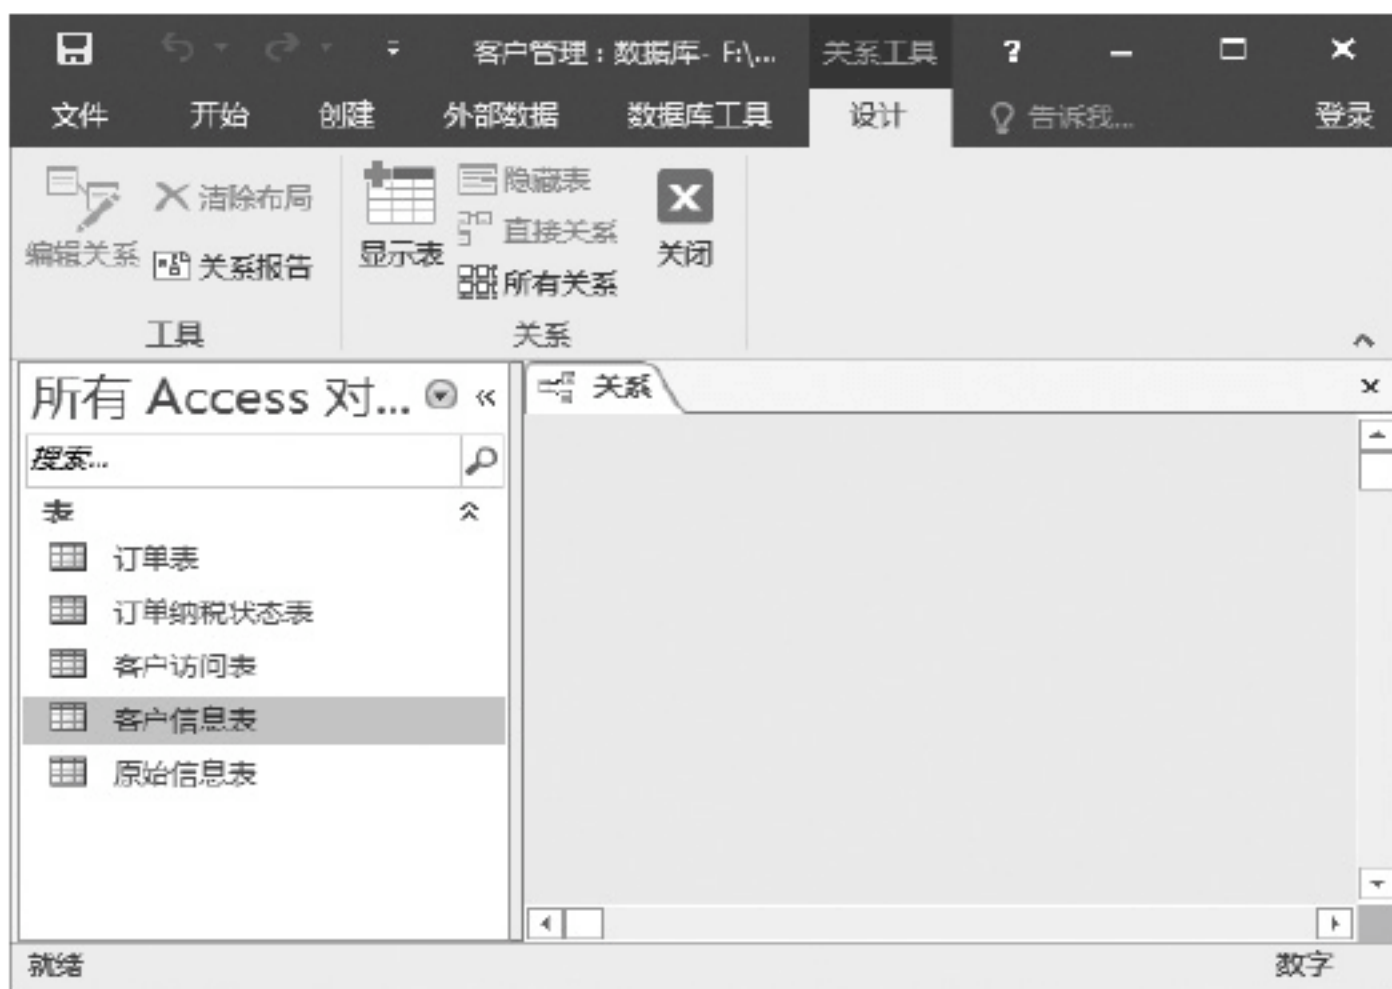 客户管理：数据库- F:\... 关系工具 ?
文件 开始 创建 外部数据 数据库工具 设计 告诉我... 登录
编辑关系
清除布局
关系报告
工具
显示表
隐藏表
直接关系
所有关系
关闭
关系
所有 Access 对... «
搜索...
表
订单表
订单纳税状态表
客户访问表
客户信息表
原始信息表
关系
就绪 数字